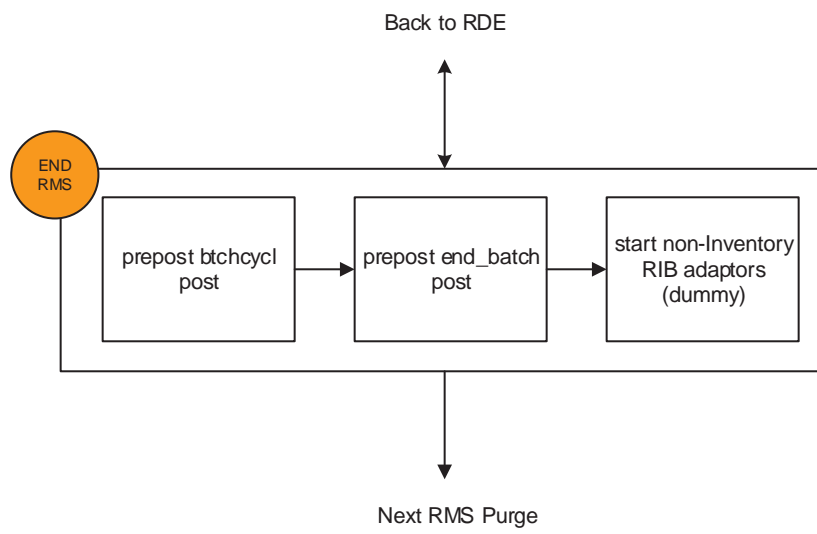 Back to RDE
END
RMS
prepost btchcycl
post
prepost end_batch
post
start non-Inventory
RIB adaptors
(dummy)
Next RMS Purge